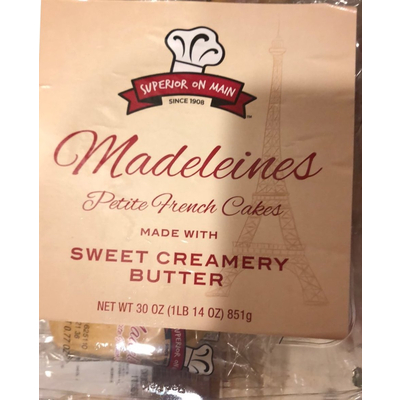 SUPERIOR ON MAIN
SINCE 1908
Madeleines
Petite French Cakes
MADE WITH
SWEET CREAMERY
BUTTER
NET WT 30 OZ (1LB 14 OZ) 851g